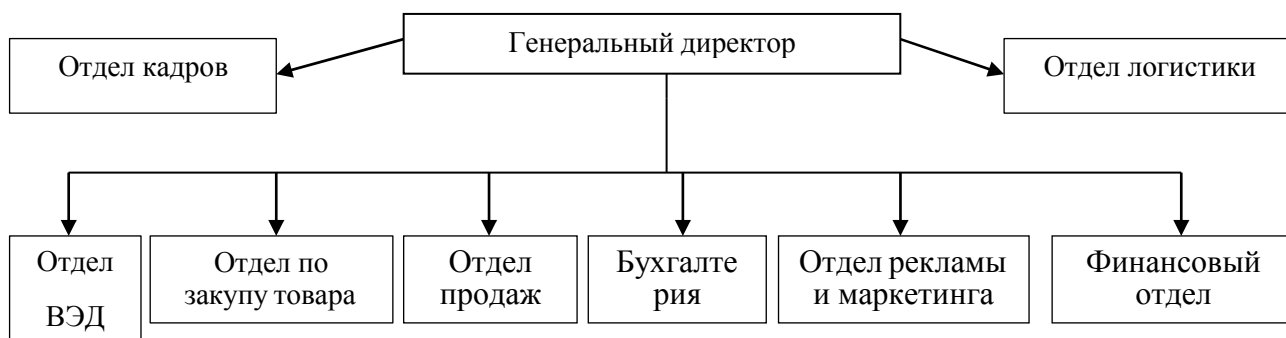 Генеральный директор
Отдел кадров
Отдел логистики
Отдел
ВЭД
Отдел по
закупу товара
Отдел
продаж
Бухгалте
рия
Отдел рекламы
и маркетинга
Финансовый
отдел